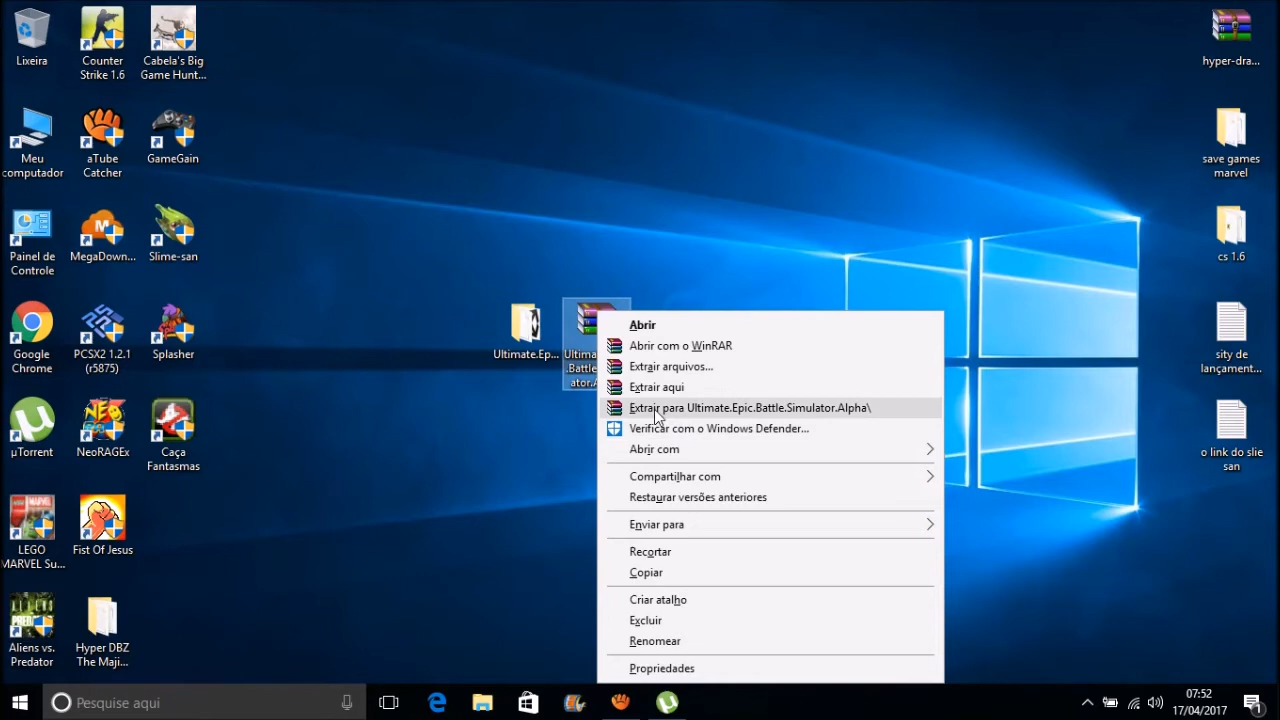 Lixeira
Counter
Strike 1.6
Cabela's Big
Game Hunt...
hyper-dra...
Meu
computador
aTube
Catcher
GameGain
save games
marvel
Painel de
Controle
MegaDown...
Slime-san
cs 1.6
Google
Chrome
PCSX2 1.2.1
(r5875)
Splasher
Ultimate.Ep...
Ultima
.Battle
ator.A
sity de
lançament...
µTorrent
NeoRAGEx
Caça
Fantasmas
o link do slie
san
LEGO
MARVEL Su...
Fist Of Jesus
Aliens vs.
Predator
Hyper DBZ
The Maji...
Abrir
Abrir com o WinRAR
Extrair arquivos...
Extrair aqui
Extrair para Ultimate.Epic.Battle.Simulator.Alpha\
Verificar com o Windows Defender...
Abrir com
Compartilhar com
Restaurar versões anteriores
Enviar para
Recortar
Copiar
Criar atalho
Excluir
Renomear
Propriedades
Pesquise aqui
07:52
17/04/2017
1